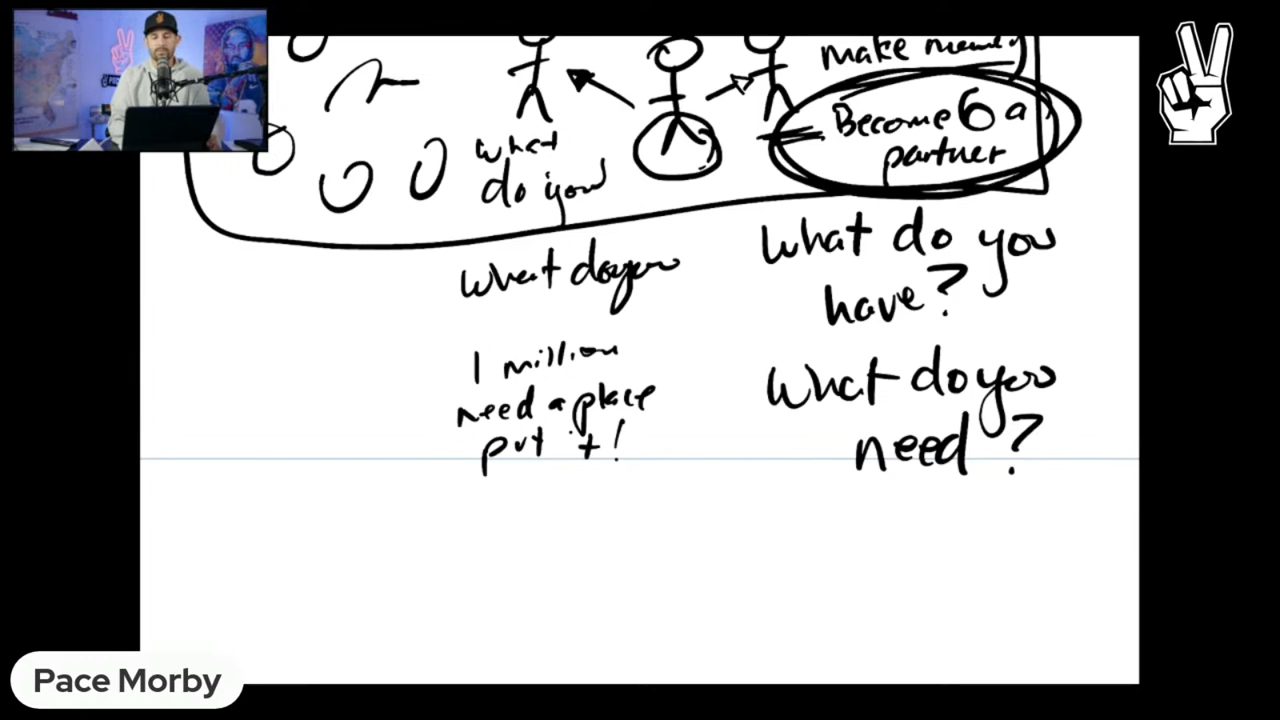 make
Become 6 a
partner
what
do you
What do you
have?
What do you
1 million
need a place
put it!
What do you
need?
Pace Morby